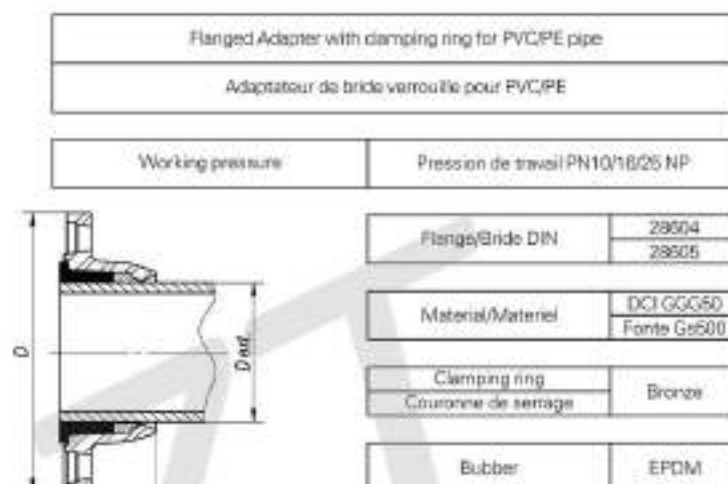 Flanged Adapter with clamping ring for PVC/PE pipe
Adaptateur de bride verrouille pour PVC/PE
Working pressure
Pression de travail PN10/16/25 NP
Flange/Bride DIN
28604
28605
Material/Materiel
DCI GGG50
Fonte Gs500
Clamping ring
Couronne de serrage
Bronze
Bubber
EPDM
D
D ext